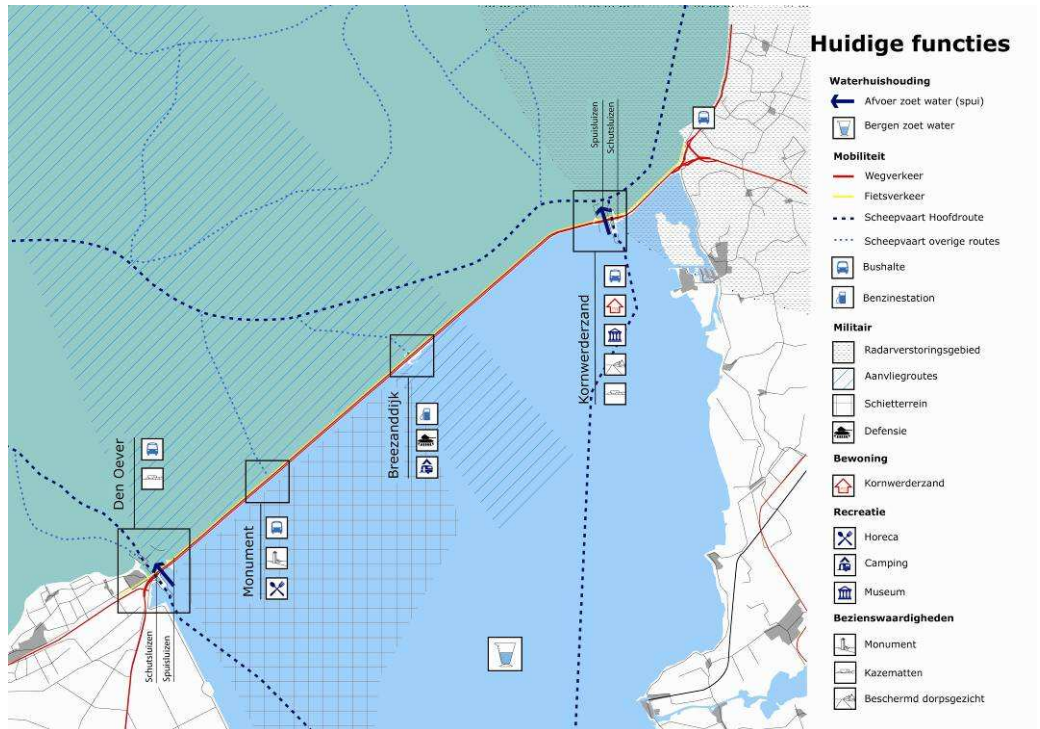 Huidige functies
Waterhuishouding
Afvoer zoet water (spui)
Bergen zoet water
Mobiliteit
Wegverkeer
Fietsverkeer
Scheepvaart Hoofdroute
Scheepvaart overige routes
Bushalte
Benzinestation
Militair
Radarverstoringsgebied
Aanvliegroutes
Schietterrein
Defensie
Bewoning
Kornwerderzand
Recreatie
Horeca
Camping
Museum
Bezienswaardigheden
Monument
Kazematten
Beschermd dorpsgezicht
Spuisluizen
Schutsluizen
Kornwerderzand
Breezanddijk
Monument
Den Oever
Schutsluizen
Spuisluizen